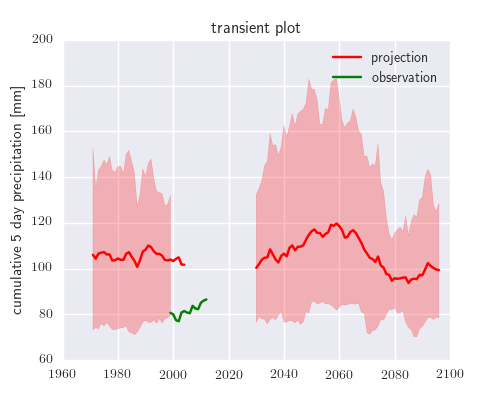 transient plot
projection
observation
cumulative 5 day precipitation [mm]
200
180
160
140
120
100
80
60
1960 1980 2000 2020 2040 2060 2080 2100